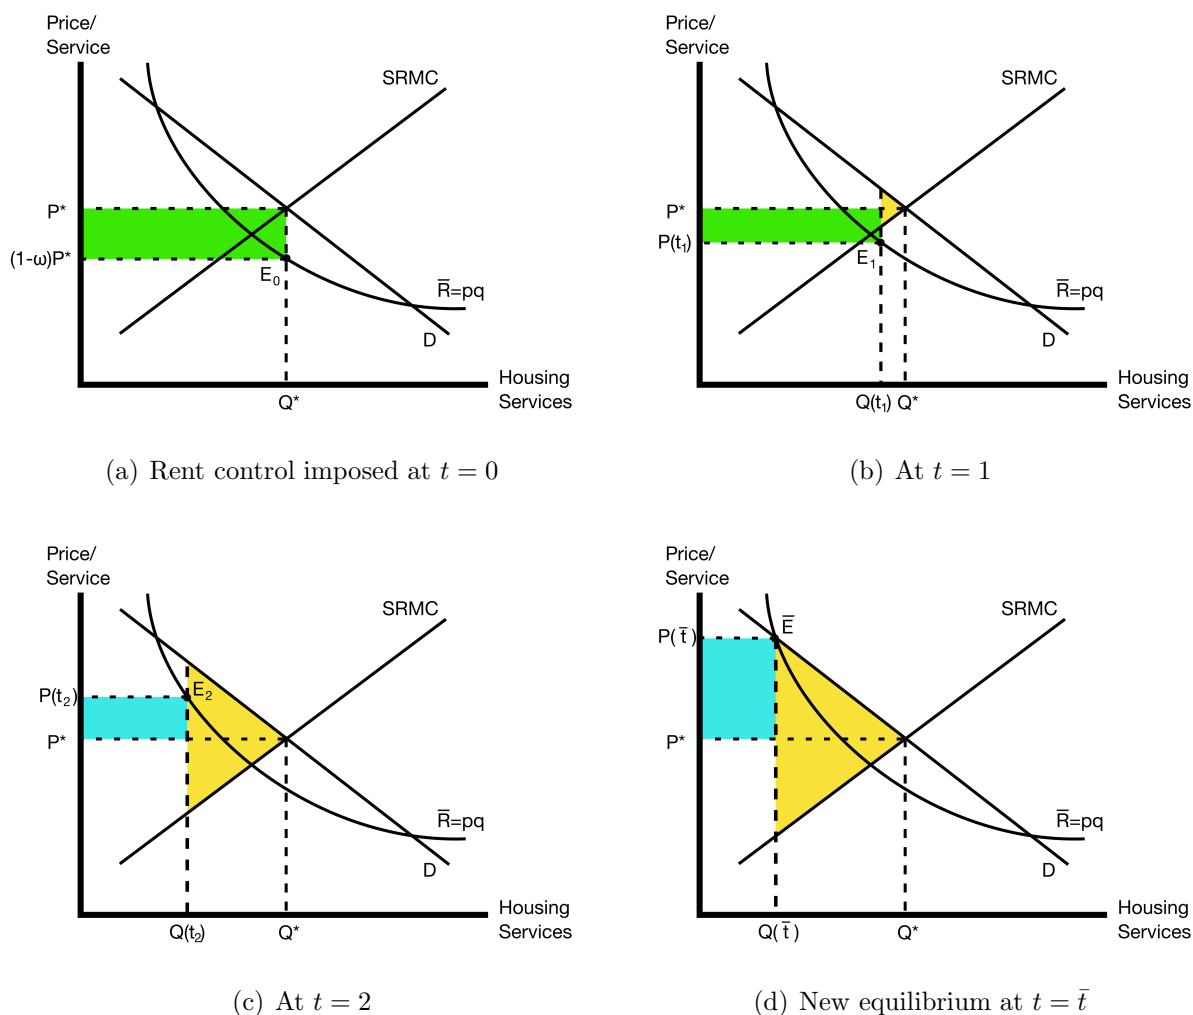 Price/
Service
SRMC
P*
(1-ω)P*
E₀
R̅=pq
D
Housing
Services
Q*
(a) Rent control imposed at t = 0
Price/
Service
SRMC
P*
P(t₁)
E₁
R̅=pq
D
Housing
Services
Q(t₁) Q*
(b) At t = 1
Price/
Service
SRMC
P(t₂)
E₂
P*
R̅=pq
D
Housing
Services
Q(t₂) Q*
(c) At t = 2
Price/
Service
SRMC
P( t̅ )
E̅
P*
R̅=pq
D
Housing
Services
Q( t̅ ) Q*
(d) New equilibrium at t = t̅